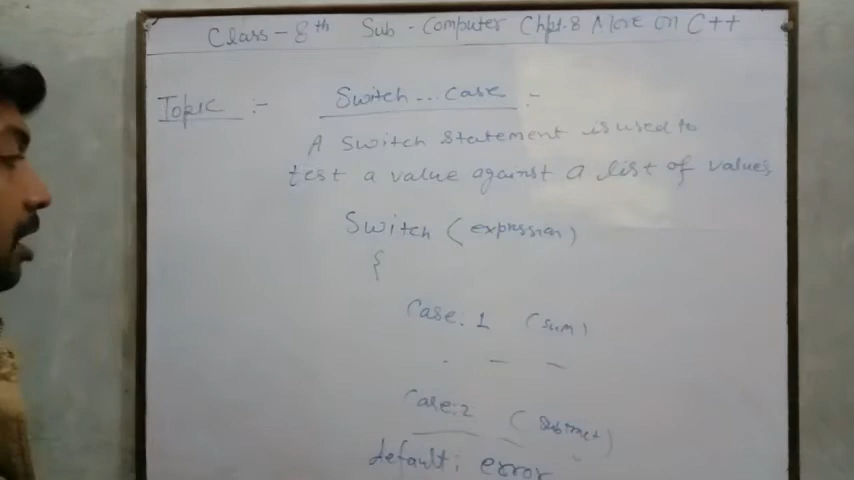 Class - 8th Sub - Computer Chpt. 8 More on C++
Topic :- Switch ... Case :-
A Switch statement is used to
test a value against a list of values
Switch (expression)
{
Case. 1 (sum)
. — —
Case: 2 (subtract)
default: error